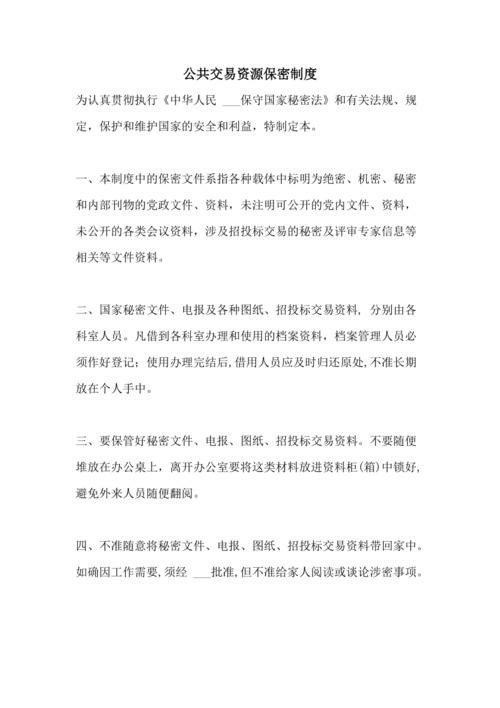 公共交易资源保密制度
为认真贯彻执行《中华人民 ___保守国家秘密法》和有关法规、规
定，保护和维护国家的安全和利益，特制定本。
一、本制度中的保密文件系指各种载体中标明为绝密、机密、秘密
和内部刊物的党政文件、资料，未注明可公开的党内文件、资料，
未公开的各类会议资料，涉及招投标交易的秘密及评审专家信息等
相关等文件资料。
二、国家秘密文件、电报及各种图纸、招投标交易资料, 分别由各
科室人员。凡借到各科室办理和使用的档案资料，档案管理人员必
须作好登记；使用办理完结后,借用人员应及时归还原处,不准长期
放在个人手中。
三、要保管好秘密文件、电报、图纸、招投标交易资料。不要随便
堆放在办公桌上，离开办公室要将这类材料放进资料柜(箱)中锁好,
避免外来人员随便翻阅。
四、不准随意将秘密文件、电报、图纸、招投标交易资料带回家中。
如确因工作需要,须经 ___批准,但不准给家人阅读或谈论涉密事项。